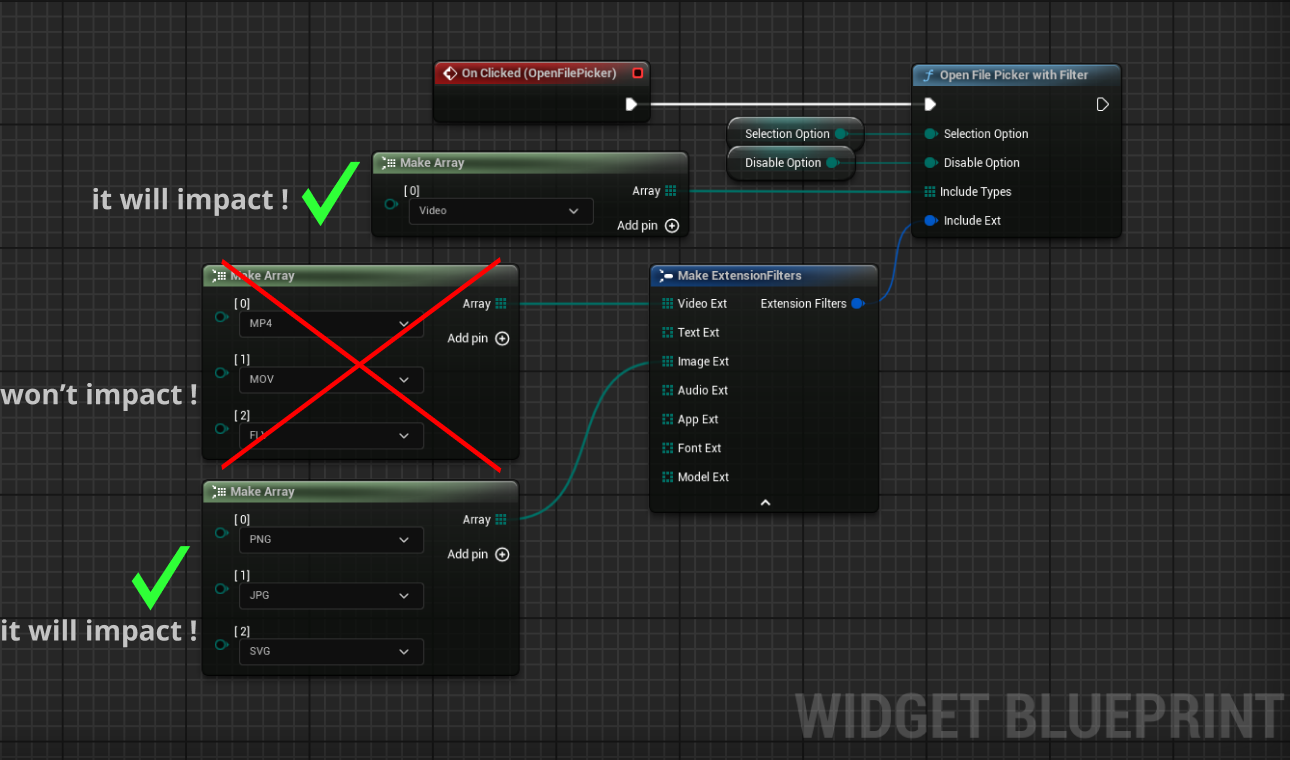 On Clicked (OpenFilePicker)
Open File Picker with Filter
Selection Option
Selection Option
Disable Option
Disable Option
Include Types
Include Ext
Make Array
[0]
Video
Array
Add pin
it will impact !
Make Array
[0]
MP4
[1]
MOV
[2]
Array
Add pin
won't impact !
Make ExtensionFilters
Video Ext
Extension Filters
Text Ext
Image Ext
Audio Ext
App Ext
Font Ext
Model Ext
Make Array
[0]
PNG
[1]
JPG
[2]
SVG
Array
Add pin
it will impact !
WIDGET BLUEPRINT